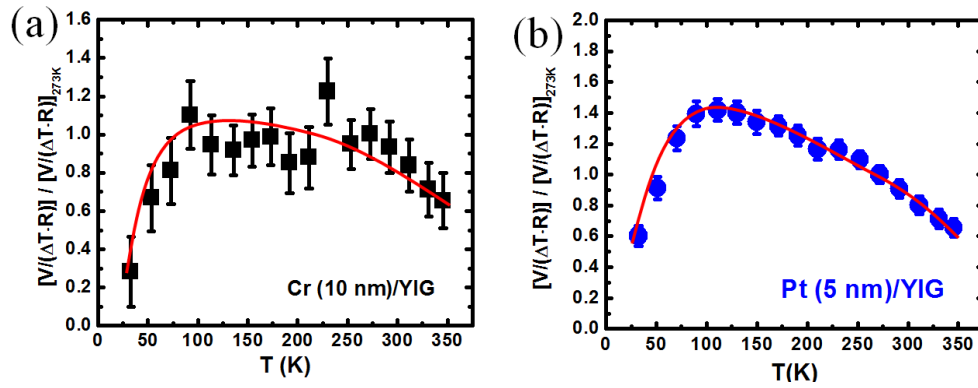 (a)
[V/(ΔT·R)] / [V/(ΔT·R)]273K
1.6
1.4
1.2
1.0
0.8
0.6
0.4
0.2
0.0
Cr (10 nm)/YIG
0 50 100 150 200 250 300 350
T (K)
(b)
[V/(ΔT·R)] / [V/(ΔT·R)]273K
2.0
1.8
1.6
1.4
1.2
1.0
0.8
0.6
0.4
0.2
0.0
Pt (5 nm)/YIG
0 50 100 150 200 250 300 350
T(K)